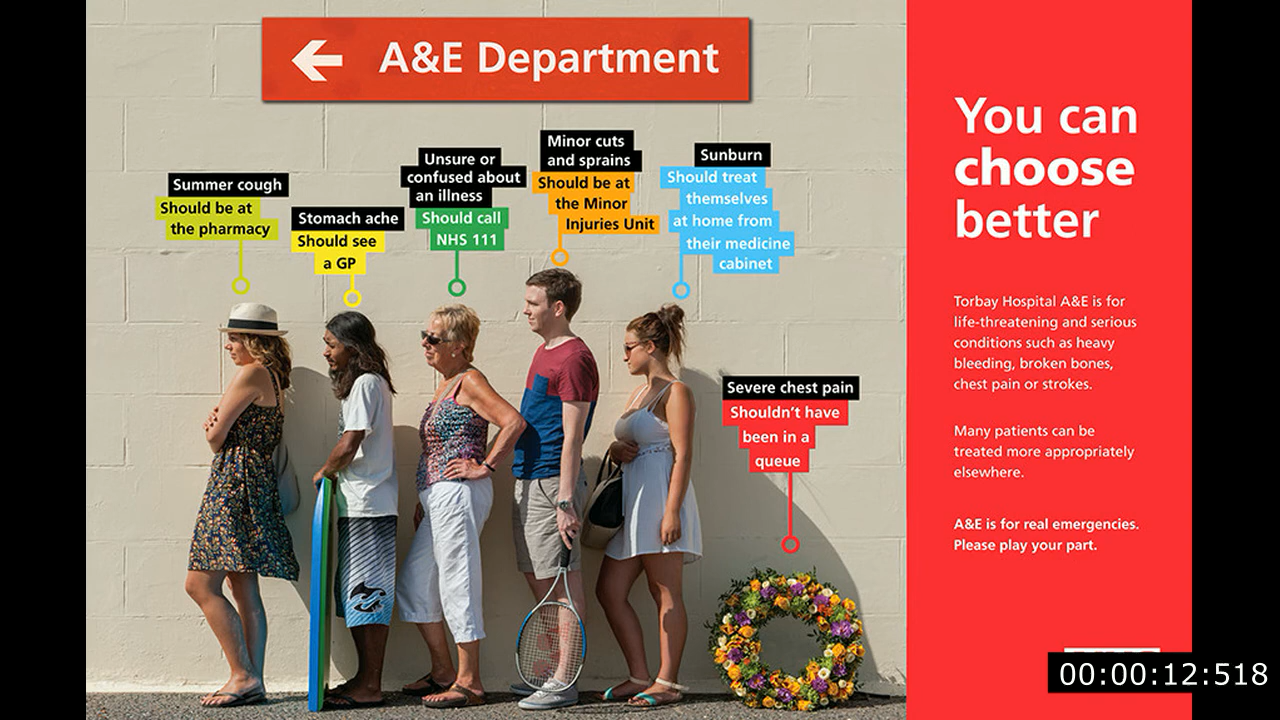 A&E Department
Summer cough
Should be at
the pharmacy
Stomach ache
Should see
a GP
Unsure or
confused about
an illness
Should call
NHS 111
Minor cuts
and sprains
Should be at
the Minor
Injuries Unit
Sunburn
Should treat
themselves
at home from
their medicine
cabinet
Severe chest pain
Shouldn't have
been in a
queue
You can
choose
better
Torbay Hospital A&E is for
life-threatening and serious
conditions such as heavy
bleeding, broken bones,
chest pain or strokes.
Many patients can be
treated more appropriately
elsewhere.
A&E is for real emergencies.
Please play your part.
00:00:12:518